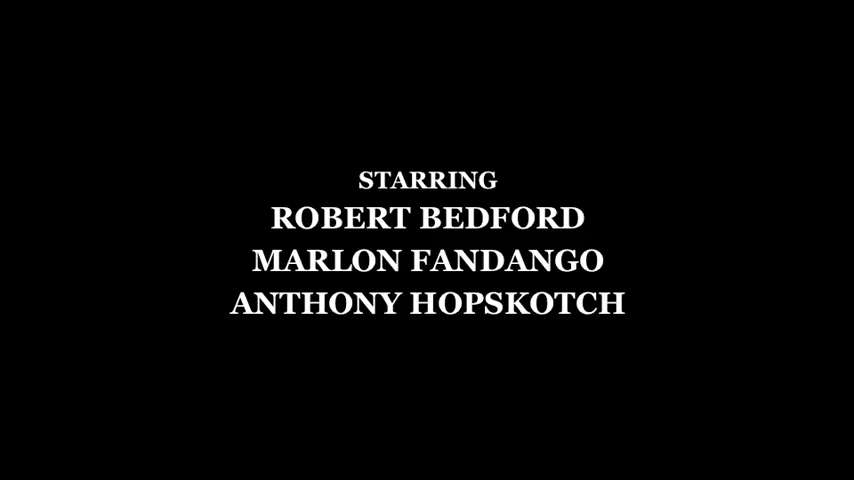 STARRING
ROBERT BEDFORD
MARLON FANDANGO
ANTHONY HOPSKOTCH